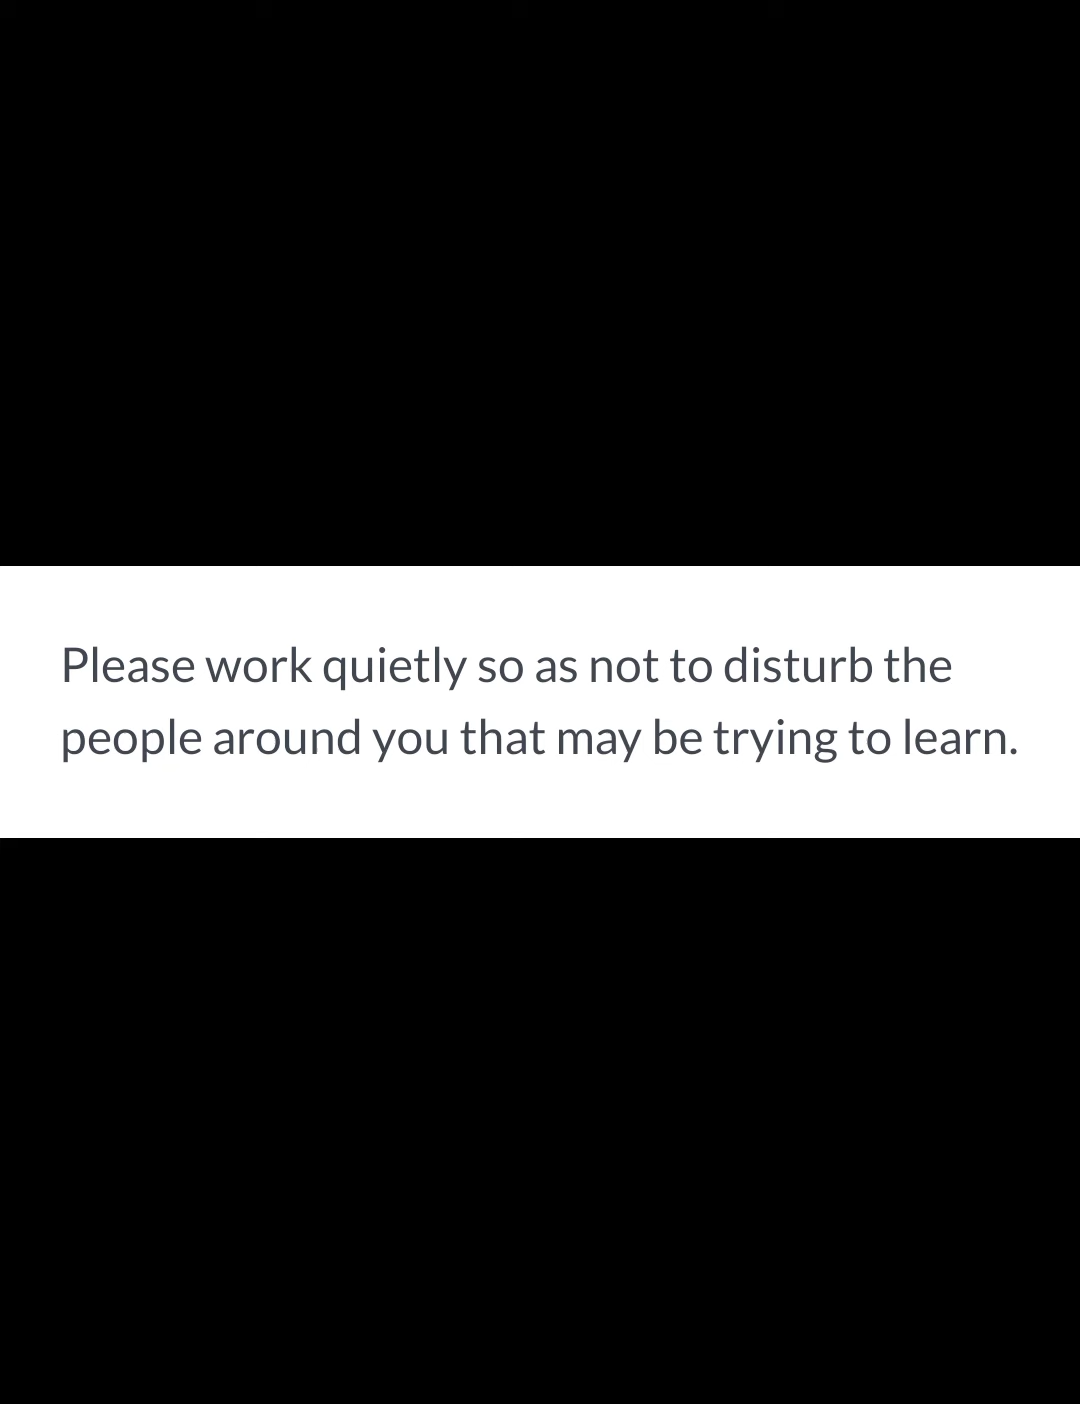 Please work quietly so as not to disturb the
people around you that may be trying to learn.